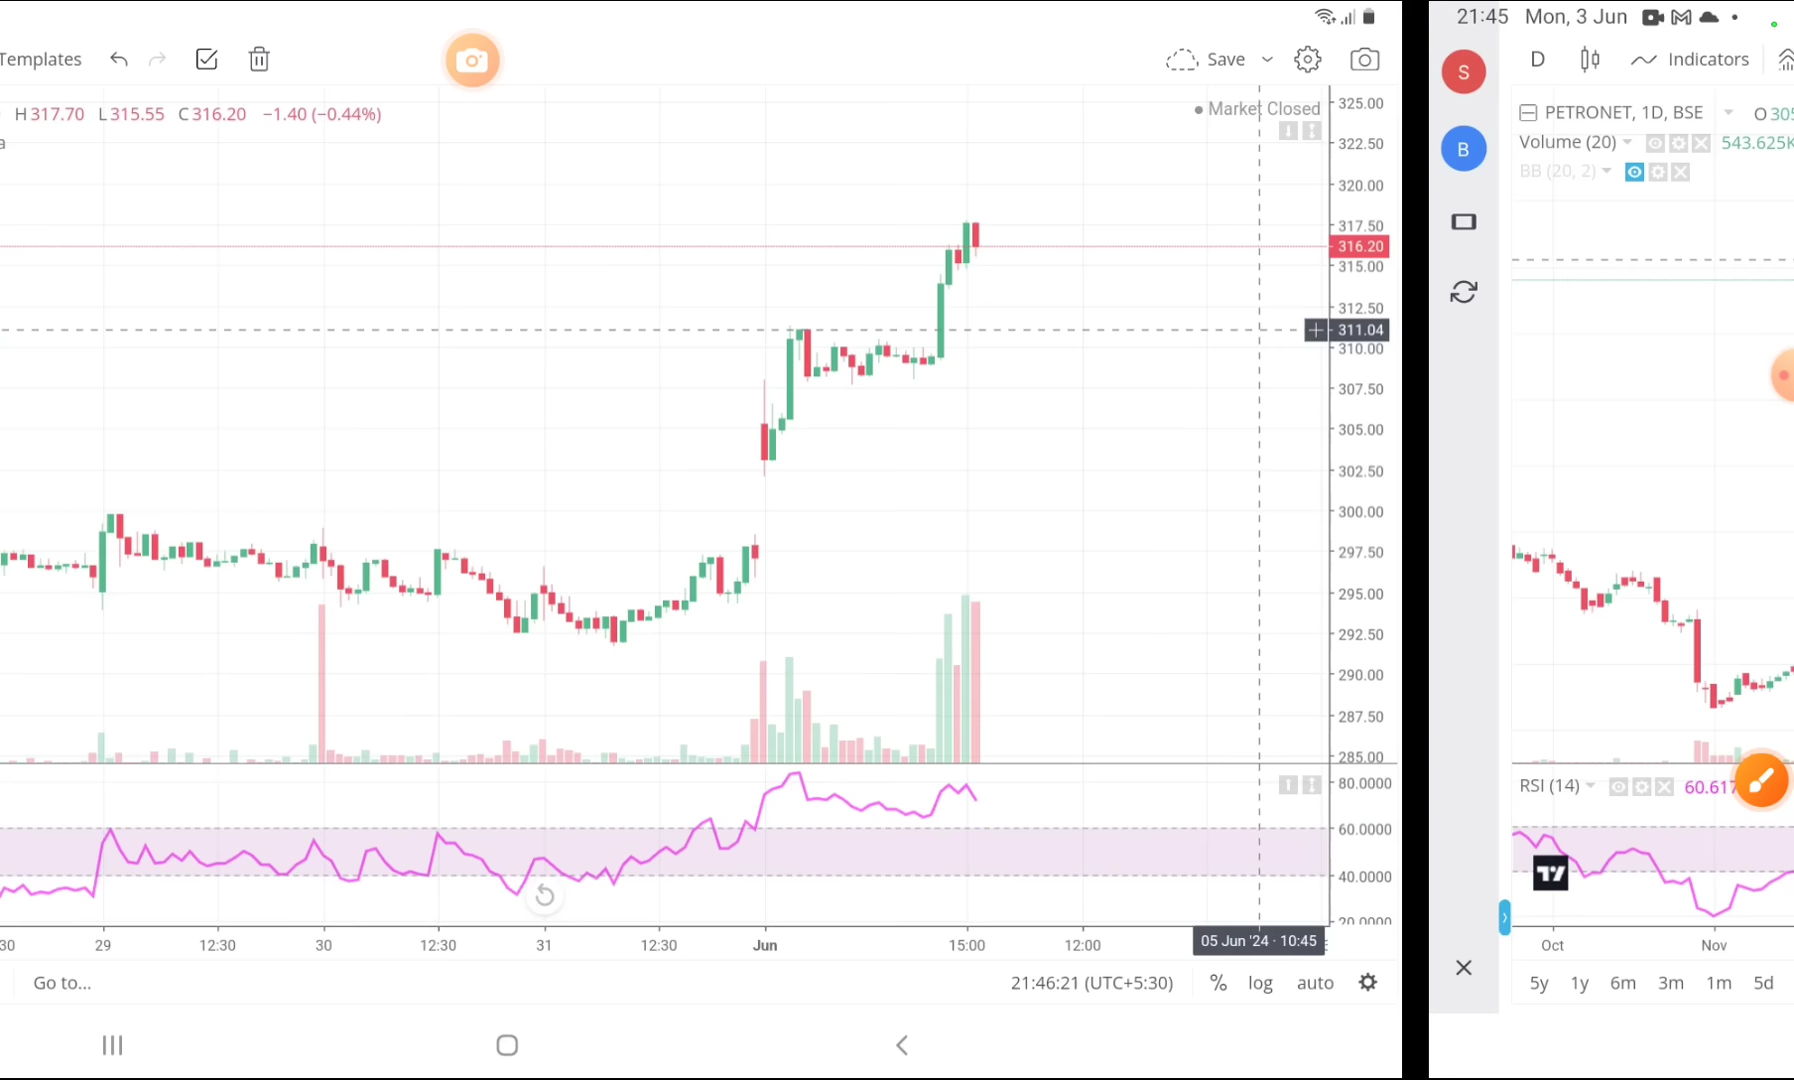 Templates
Save
H317.70 L315.55 C316.20 −1.40 (−0.44%)
a
Market Closed
325.00
322.50
320.00
317.50
316.20
315.00
312.50
311.04
310.00
307.50
305.00
302.50
300.00
297.50
295.00
292.50
290.00
287.50
285.00
80.0000
60.0000
40.0000
20.0000
30 29 12:30 30 12:30 31 12:30 Jun 15:00 12:00
05 Jun '24 · 10:45
Go to...
21:46:21 (UTC+5:30) % log auto
21:45 Mon, 3 Jun
S
D Indicators
PETRONET, 1D, BSE O305
B
Volume (20) 543.625K
BB (20, 2)
RSI (14) 60.617
Oct Nov
5y 1y 6m 3m 1m 5d